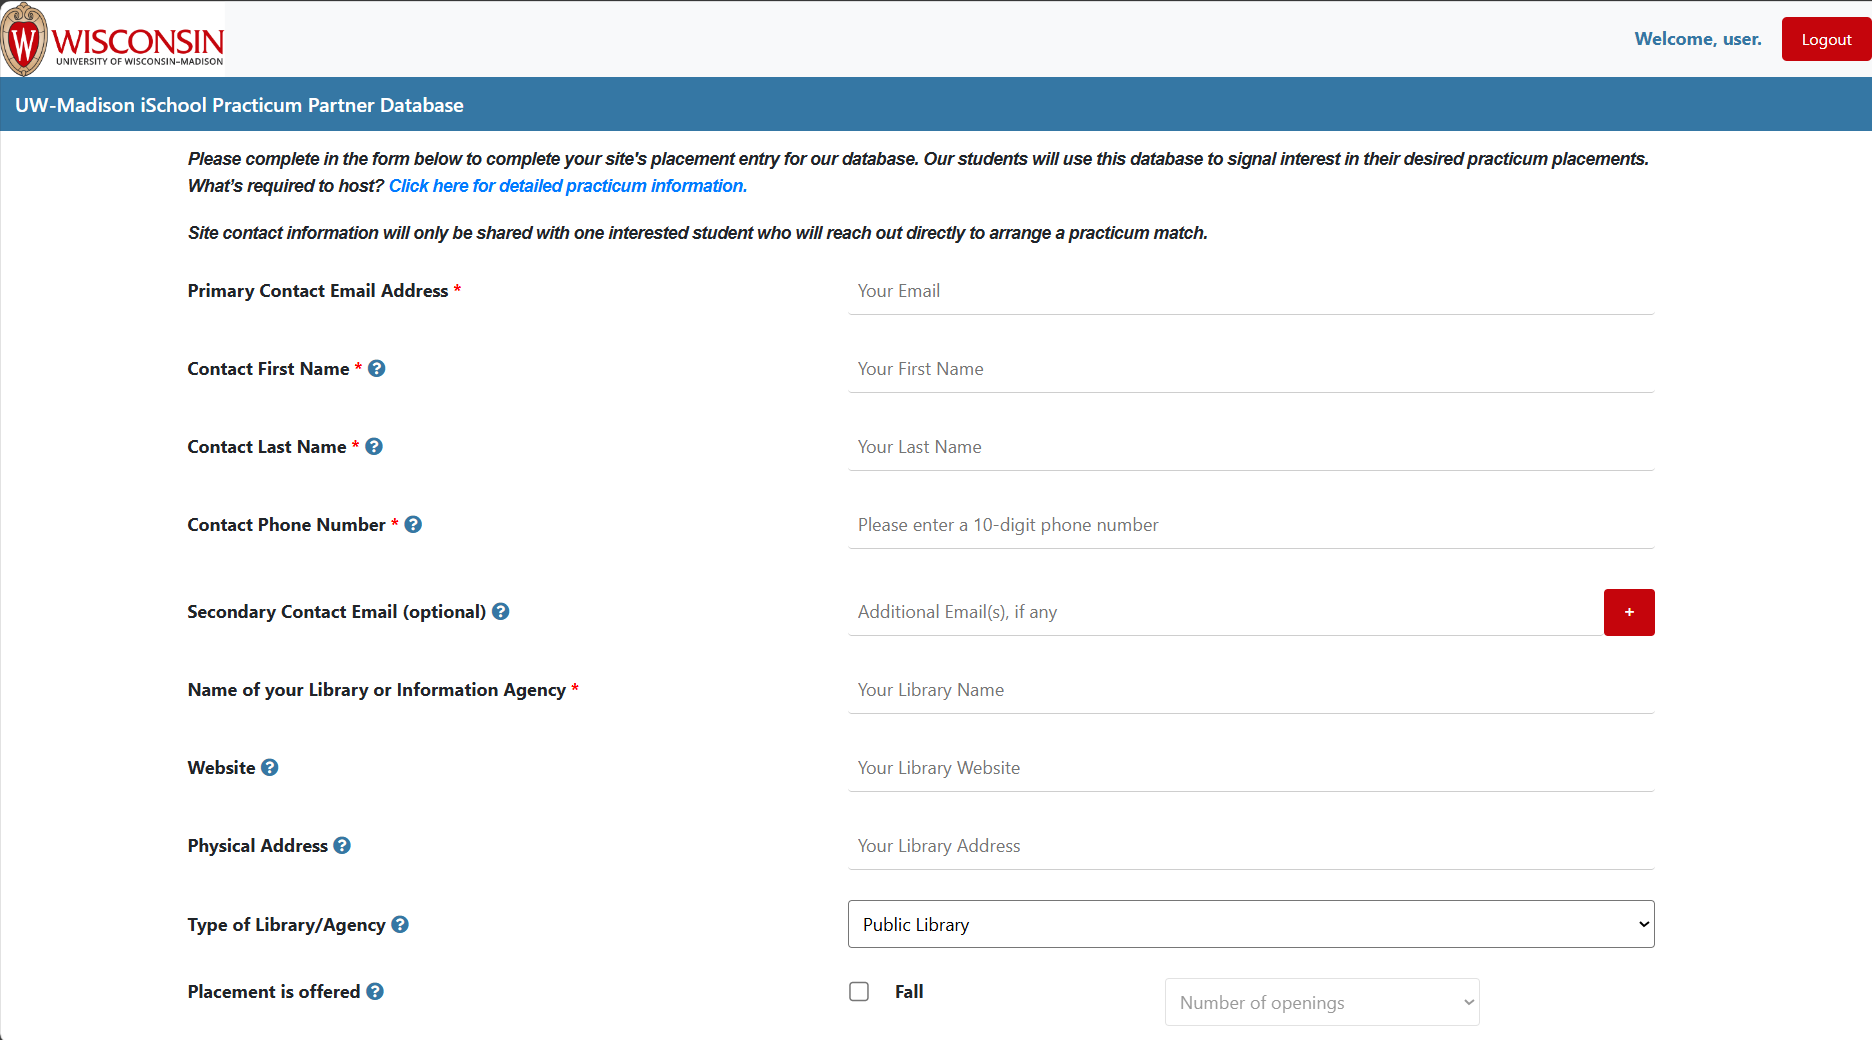 W WISCONSIN
UNIVERSITY OF WISCONSIN–MADISON
Welcome, user.
Logout
UW-Madison iSchool Practicum Partner Database
Please complete in the form below to complete your site's placement entry for our database. Our students will use this database to signal interest in their desired practicum placements.
What's required to host? Click here for detailed practicum information.
Site contact information will only be shared with one interested student who will reach out directly to arrange a practicum match.
Primary Contact Email Address * Your Email
Contact First Name * ? Your First Name
Contact Last Name * ? Your Last Name
Contact Phone Number * ? Please enter a 10-digit phone number
Secondary Contact Email (optional) ? Additional Email(s), if any +
Name of your Library or Information Agency * Your Library Name
Website ? Your Library Website
Physical Address ? Your Library Address
Type of Library/Agency ? Public Library
Placement is offered ? Fall Number of openings